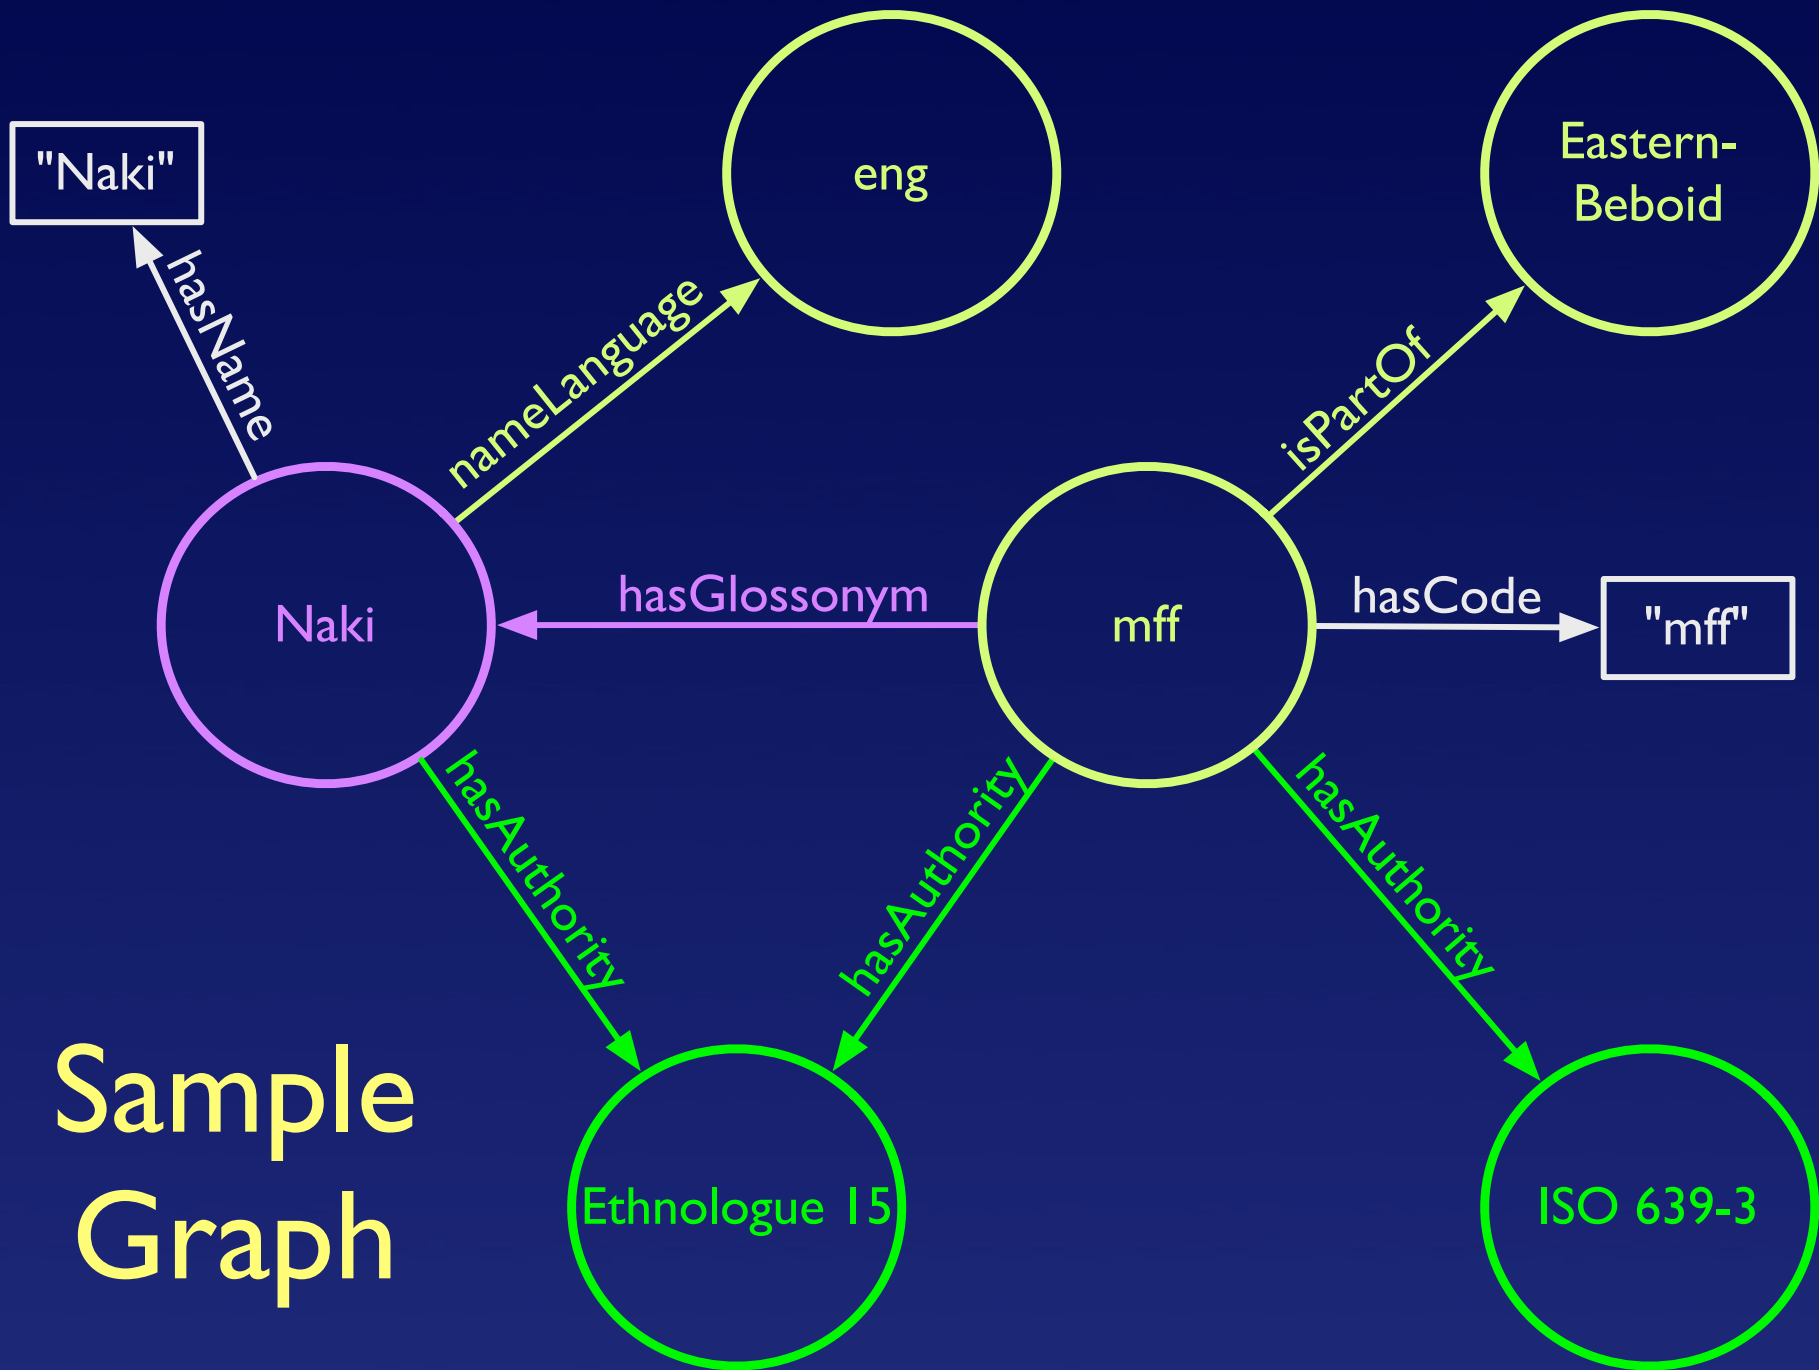 "Naki"
eng
Eastern-
Beboid
hasName
nameLanguage
isPartOf
Naki
hasGlossonym
mff
hasCode
"mff"
hasAuthority
hasAuthority
hasAuthority
Sample
Graph
Ethnologue 15
ISO 639-3